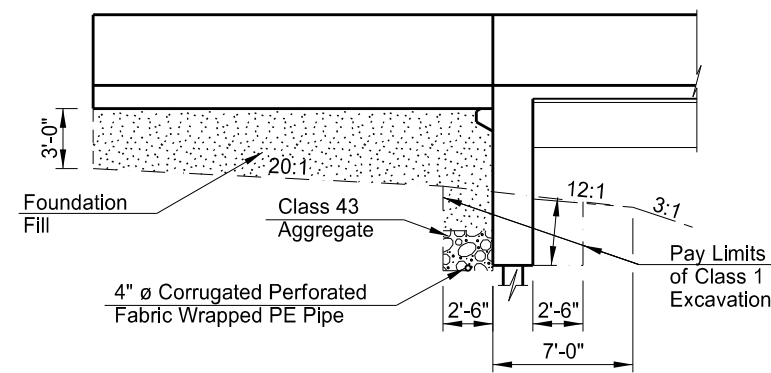 3'-0"
20:1
12:1
3:1
Foundation
Fill
Class 43
Aggregate
Pay Limits
of Class 1
Excavation
4" ø Corrugated Perforated
Fabric Wrapped PE Pipe
2'-6"
2'-6"
7'-0"